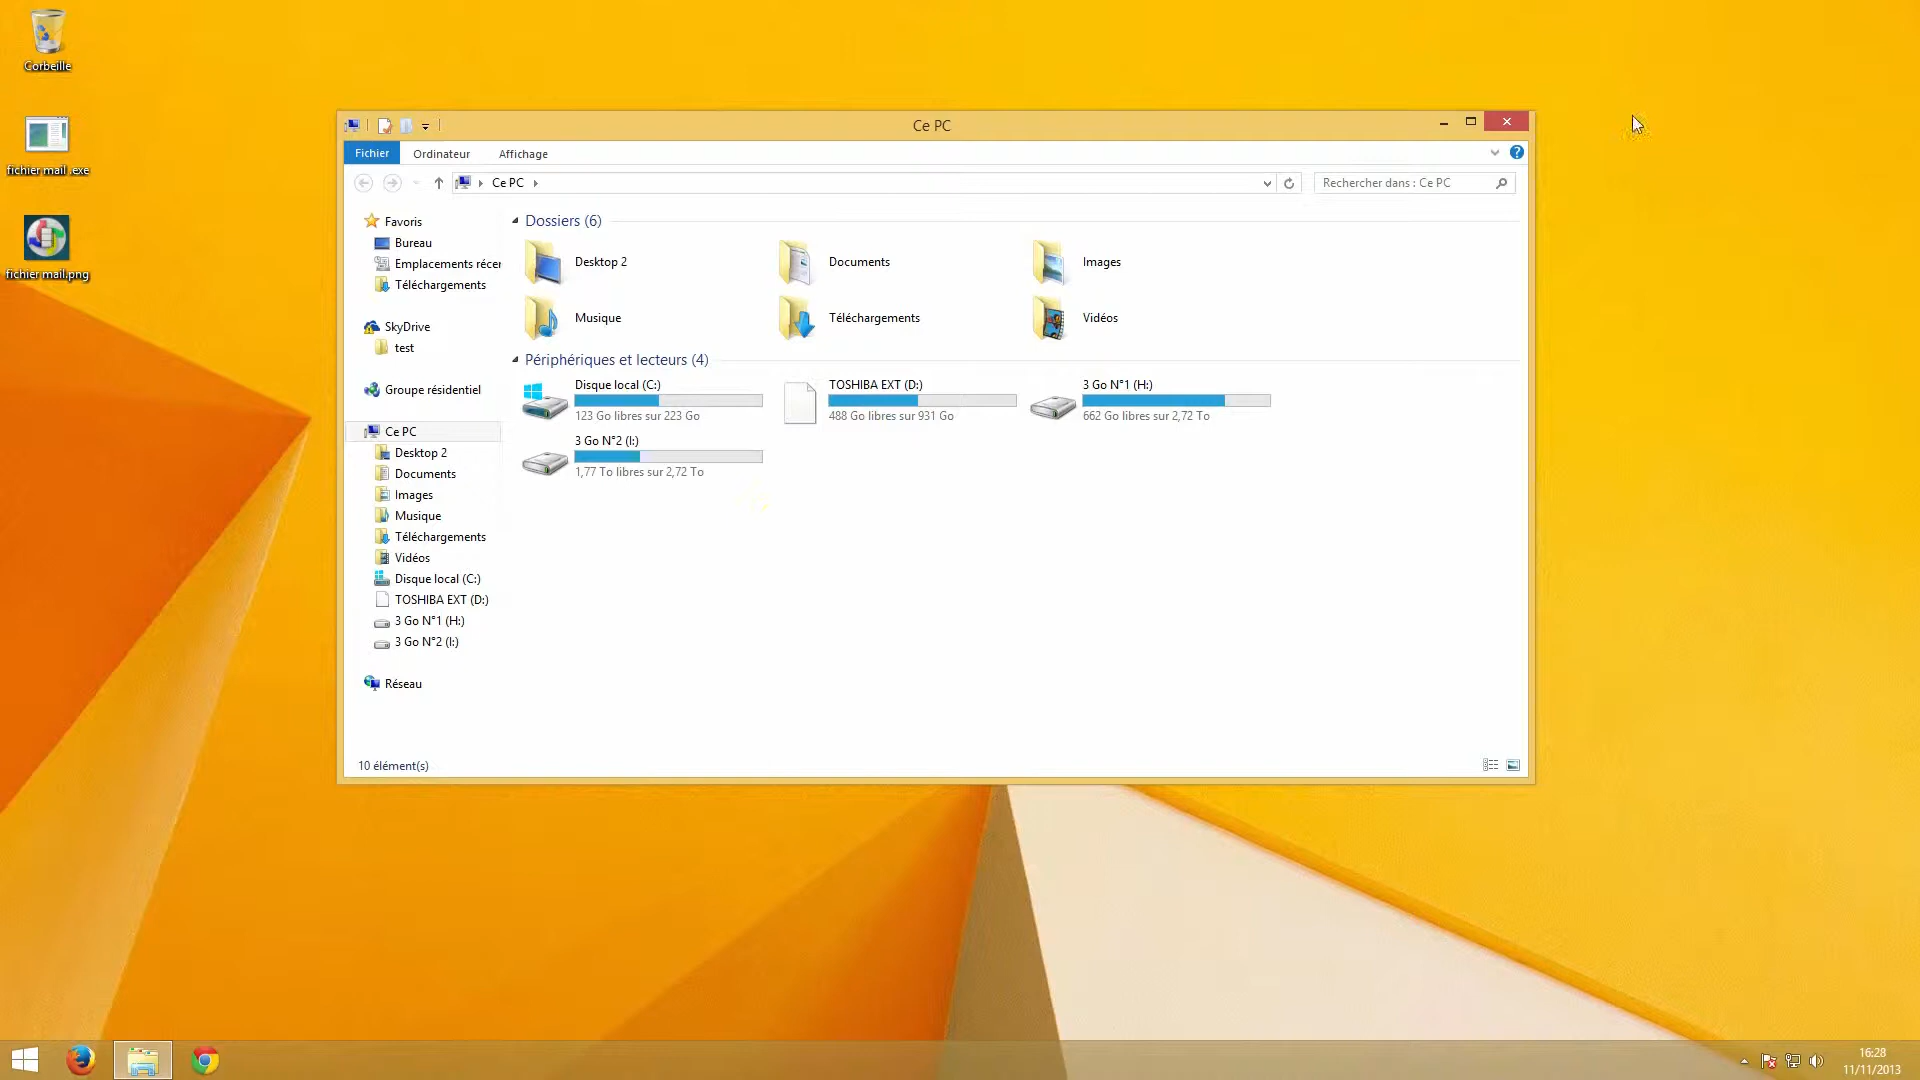 Corbeille
fichier mail .exe
fichier mail.png
Ce PC
Fichier
Ordinateur
Affichage
Ce PC
Rechercher dans : Ce PC
Favoris
Bureau
Emplacements récer
Téléchargements
SkyDrive
test
Groupe résidentiel
Ce PC
Desktop 2
Documents
Images
Musique
Téléchargements
Vidéos
Disque local (C:)
TOSHIBA EXT (D:)
3 Go N°1 (H:)
3 Go N°2 (I:)
Réseau
Dossiers (6)
Desktop 2
Documents
Images
Musique
Téléchargements
Vidéos
Périphériques et lecteurs (4)
Disque local (C:)
123 Go libres sur 223 Go
TOSHIBA EXT (D:)
488 Go libres sur 931 Go
3 Go N°1 (H:)
662 Go libres sur 2,72 To
3 Go N°2 (I:)
1,77 To libres sur 2,72 To
10 élément(s)
16:28
11/11/2013